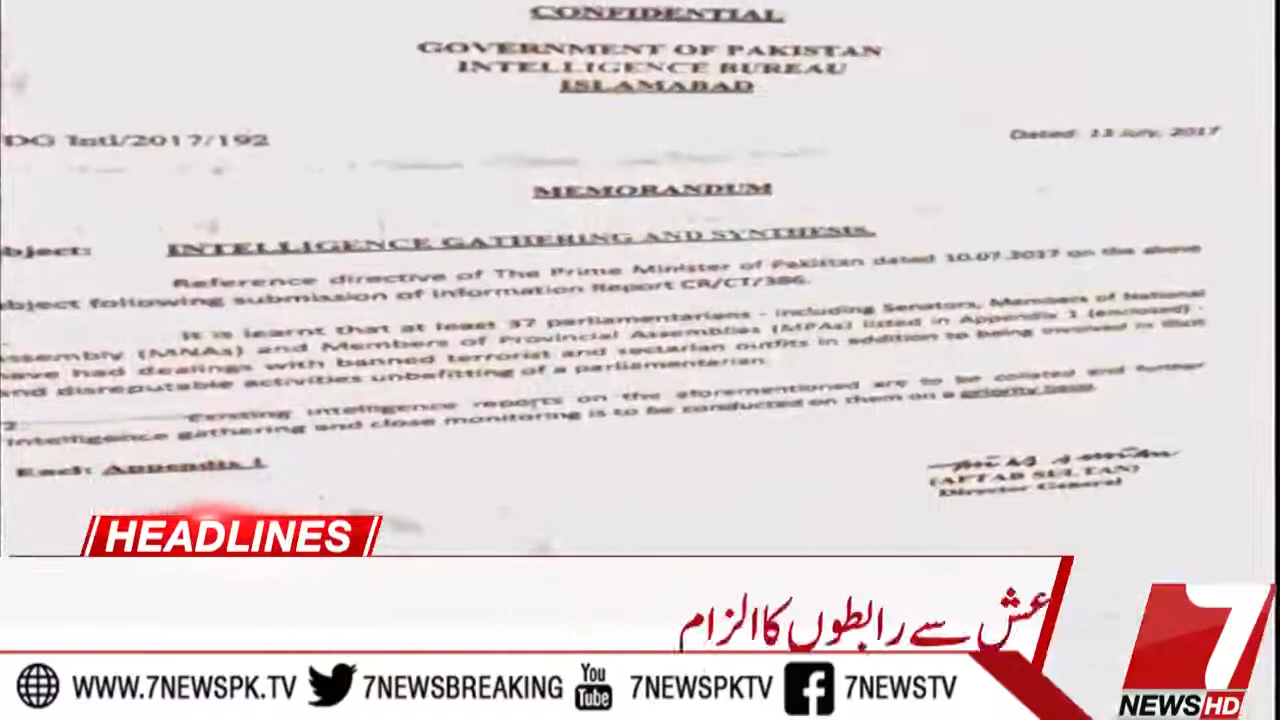 CONFIDENTIAL
GOVERNMENT OF PAKISTAN
INTELLIGENCE BUREAU
ISLAMABAD
DG Intl/2017/192
Dated: 13 July, 2017
MEMORANDUM
bject: INTELLIGENCE GATHERING AND SYNTHESIS.
Reference directive of The Prime Minister of Pakistan dated 10.07.2017 on the above
bject following submission of Information Report CR/CT/386.
It is learnt that at least 37 parliamentarians - including Senators, Members of National
ssembly (MNAs) and Members of Provincial Assemblies (MPAs) listed in Appendix 1 (enclosed) -
ave had dealings with banned terrorist and sectarian outfits in addition to being involved in illicit
nd disreputable activities unbefitting of a parliamentarian.
2 Existing intelligence reports on the aforementioned are to be collated and further
intelligence gathering and close monitoring is to be conducted on them on a priority basis.
Encl: Appendix 1
(AFTAB SULTAN)
Director General
HEADLINES
عش سے رابطوں کا الزام
7
NEWS HD
WWW.7NEWSPK.TV 7NEWSBREAKING You Tube 7NEWSPKTV 7NEWSTV